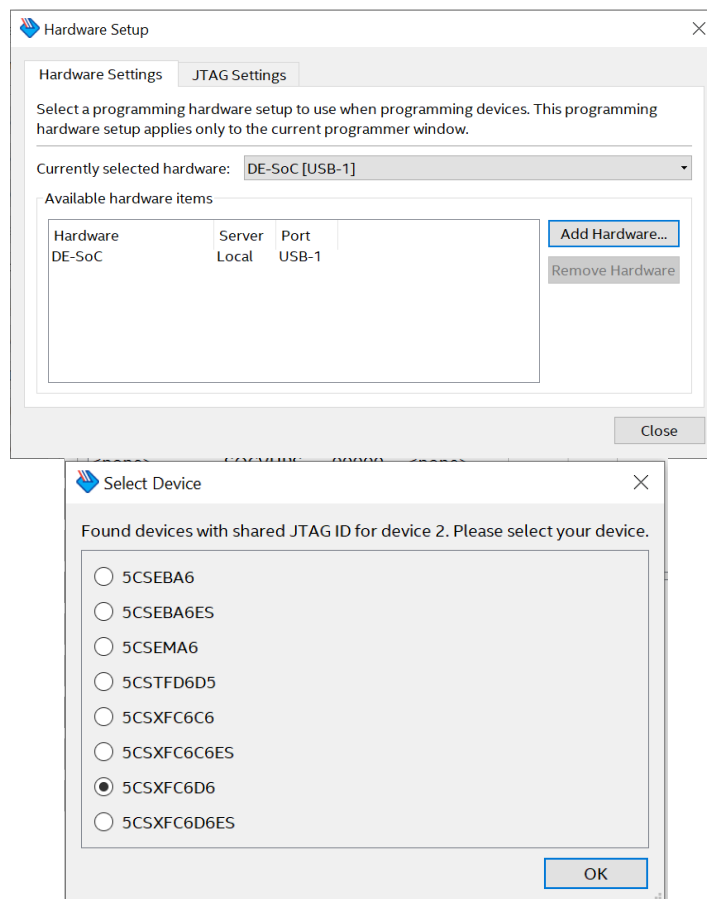 Hardware Setup
Hardware Settings JTAG Settings
Select a programming hardware setup to use when programming devices. This programming
hardware setup applies only to the current programmer window.
Currently selected hardware: DE-SoC [USB-1]
Available hardware items
Hardware Server Port
Add Hardware...
DE-SoC Local USB-1
Remove Hardware
Close
Select Device
Found devices with shared JTAG ID for device 2. Please select your device.
5CSEBA6
5CSEBA6ES
5CSEMA6
5CSTFD6D5
5CSXFC6C6
5CSXFC6C6ES
5CSXFC6D6
5CSXFC6D6ES
OK